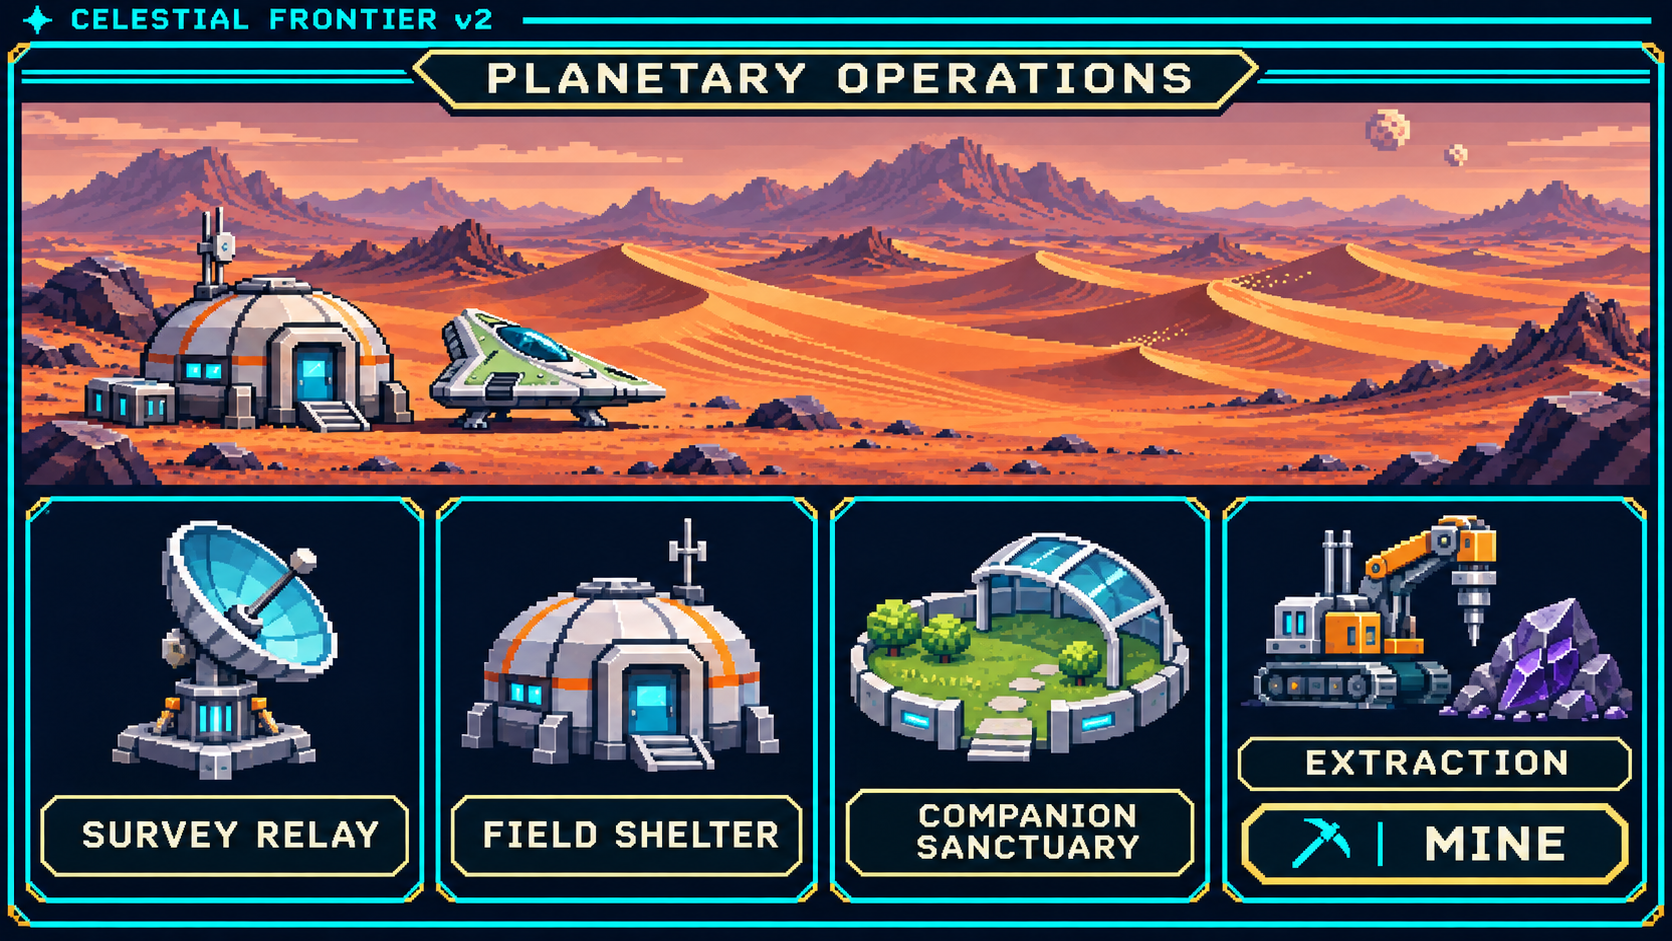 CELESTIAL FRONTIER v2
PLANETARY OPERATIONS
SURVEY RELAY
FIELD SHELTER
COMPANION
SANCTUARY
EXTRACTION
MINE